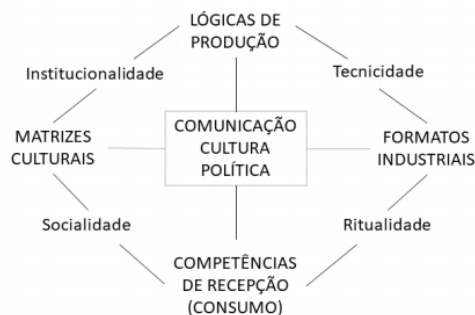 LÓGICAS DE
PRODUÇÃO
Institucionalidade
Tecnicidade
MATRIZES
CULTURAIS
COMUNICAÇÃO
CULTURA
POLÍTICA
FORMATOS
INDUSTRIAIS
Socialidade
Ritualidade
COMPETÊNCIAS
DE RECEPÇÃO
(CONSUMO)